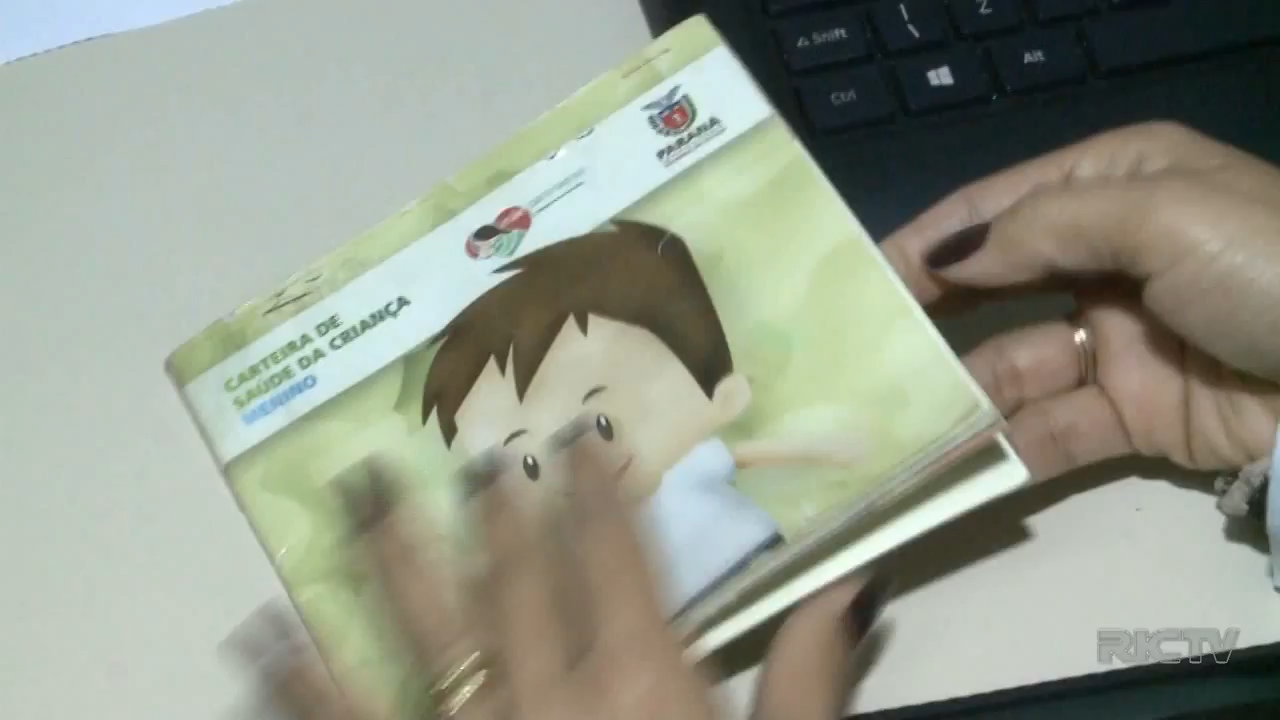 Shift
Z
Ctrl
Alt
PARANÁ
CARTEIRA DE
SAÚDE DA CRIANÇA
MENINO
RICTV